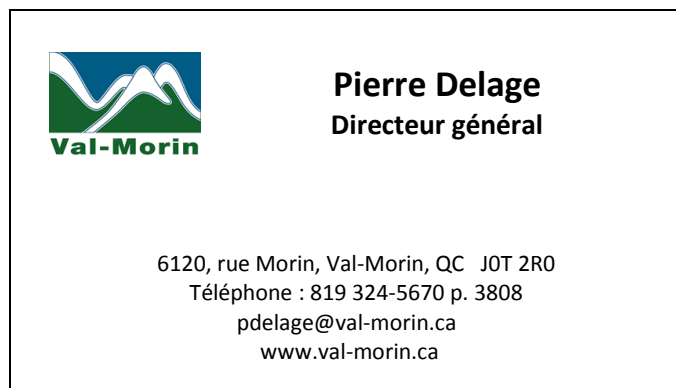 Val-Morin
Pierre Delage
Directeur général
6120, rue Morin, Val-Morin, QC J0T 2R0
Téléphone : 819 324-5670 p. 3808
pdelage@val-morin.ca
www.val-morin.ca